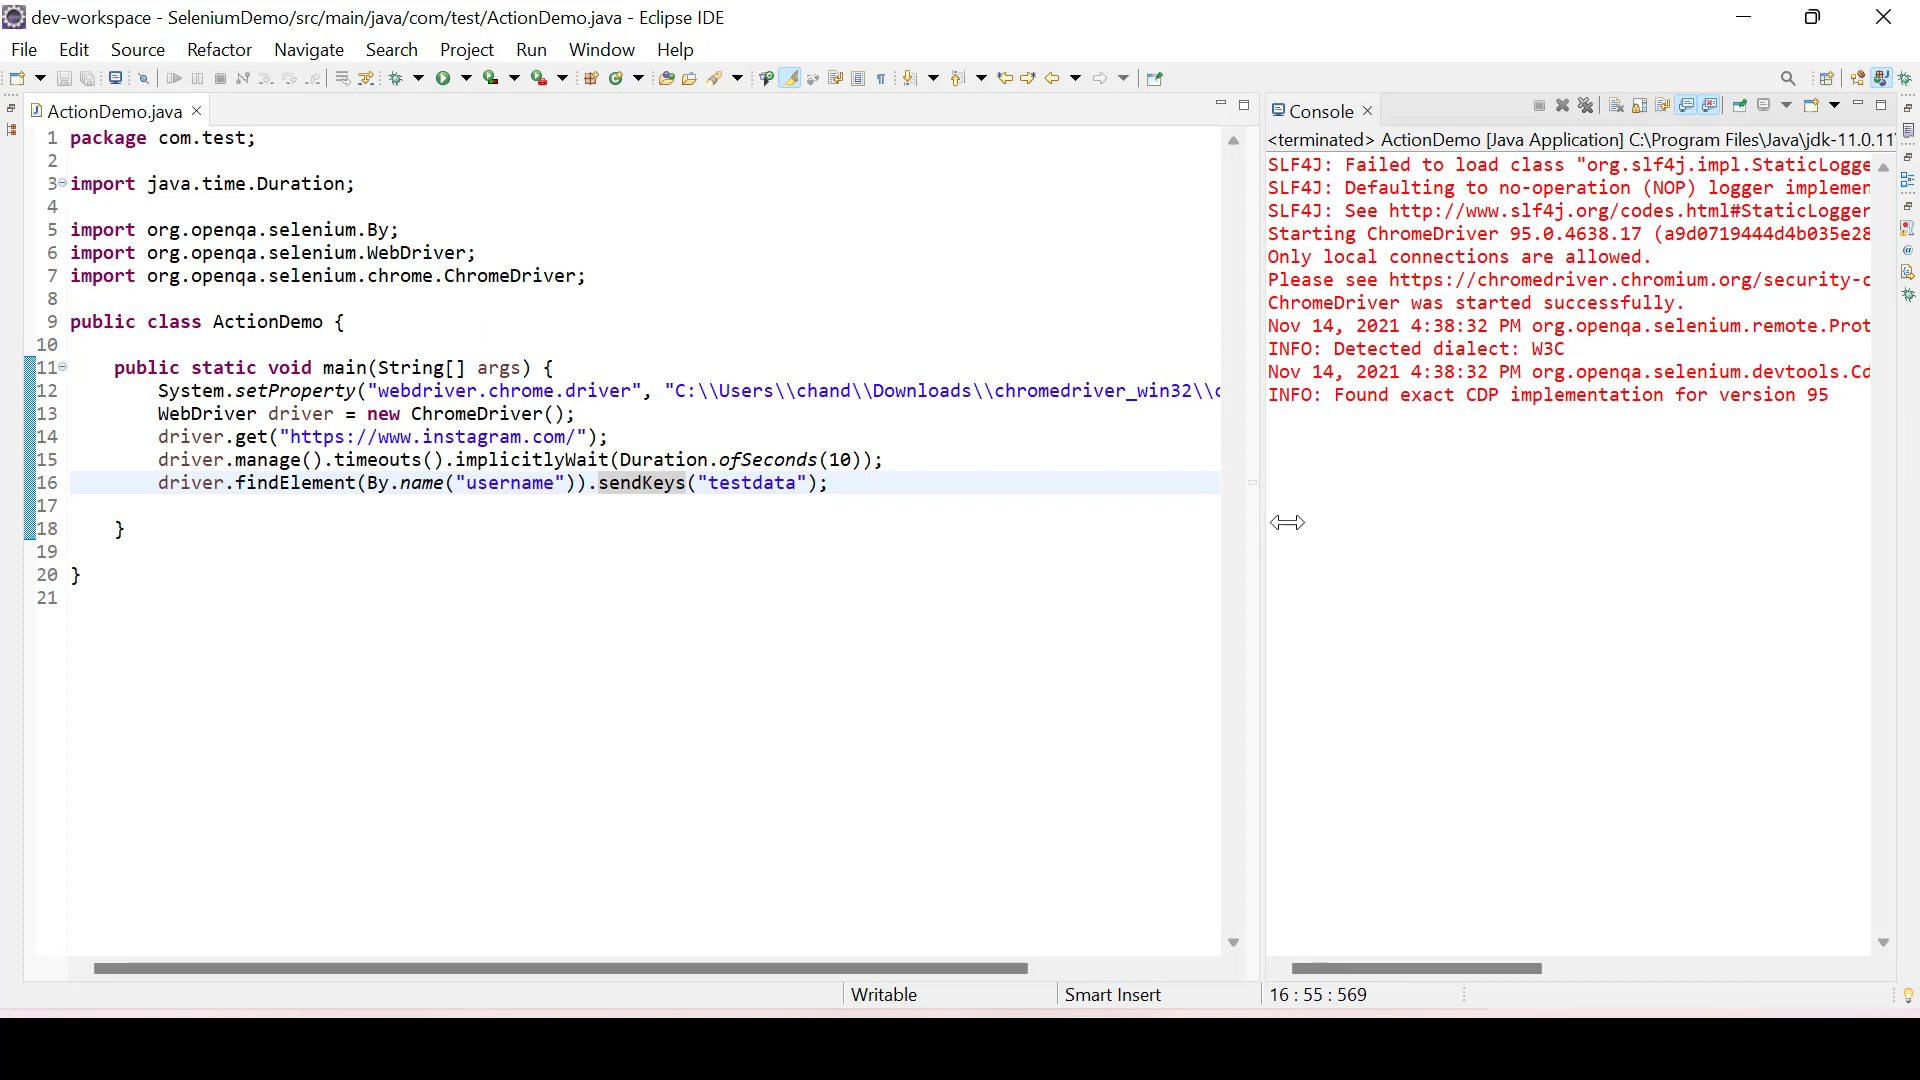 dev-workspace - SeleniumDemo/src/main/java/com/test/ActionDemo.java - Eclipse IDE
File Edit Source Refactor Navigate Search Project Run Window Help
ActionDemo.java
1 package com.test;
2
3 import java.time.Duration;
4
5 import org.openqa.selenium.By;
6 import org.openqa.selenium.WebDriver;
7 import org.openqa.selenium.chrome.ChromeDriver;
8
9 public class ActionDemo {
10
11 public static void main(String[] args) {
12 System.setProperty("webdriver.chrome.driver", "C:\\Users\\chand\\Downloads\\chromedriver_win32\\c
13 WebDriver driver = new ChromeDriver();
14 driver.get("https://www.instagram.com/");
15 driver.manage().timeouts().implicitlyWait(Duration.ofSeconds(10));
16 driver.findElement(By.name("username")).sendKeys("testdata");
17
18 }
19
20 }
21
Console
<terminated> ActionDemo [Java Application] C:\Program Files\Java\jdk-11.0.11
SLF4J: Failed to load class "org.slf4j.impl.StaticLogge
SLF4J: Defaulting to no-operation (NOP) logger implemen
SLF4J: See http://www.slf4j.org/codes.html#StaticLogger
Starting ChromeDriver 95.0.4638.17 (a9d0719444d4b035e28
Only local connections are allowed.
Please see https://chromedriver.chromium.org/security-c
ChromeDriver was started successfully.
Nov 14, 2021 4:38:32 PM org.openqa.selenium.remote.Prot
INFO: Detected dialect: W3C
Nov 14, 2021 4:38:32 PM org.openqa.selenium.devtools.Cd
INFO: Found exact CDP implementation for version 95
Writable Smart Insert 16 : 55 : 569